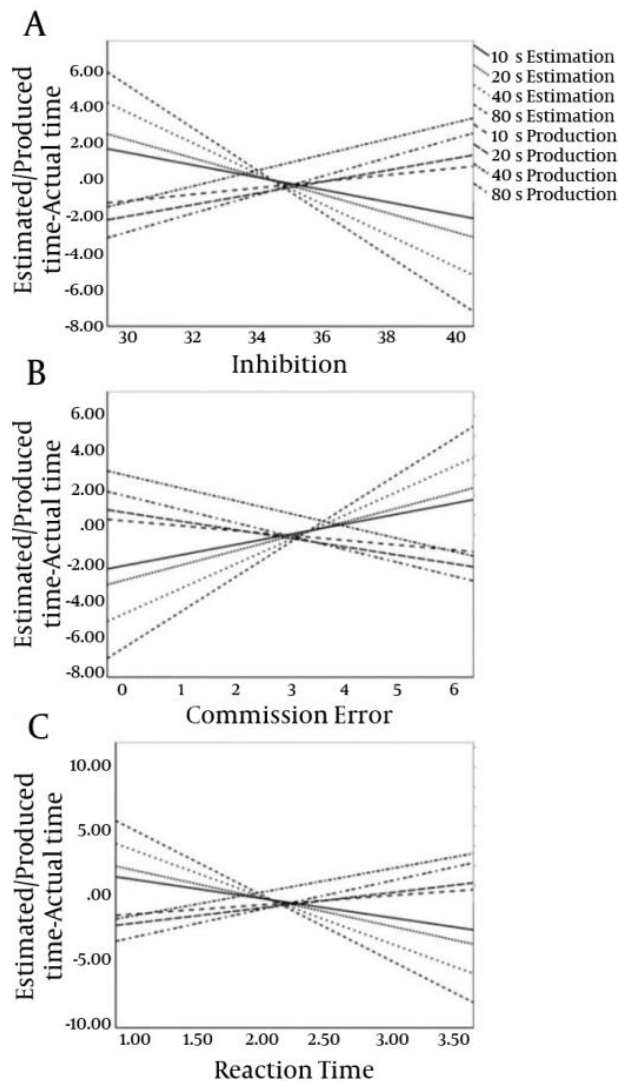 A
Estimated/Produced
time-Actual time
6.00
4.00
2.00
.00
-2.00
-4.00
-6.00
-8.00
30 32 34 36 38 40
Inhibition
10 s Estimation
20 s Estimation
40 s Estimation
80 s Estimation
10 s Production
20 s Production
40 s Production
80 s Production
B
Estimated/Produced
time-Actual time
6.00
4.00
2.00
.00
-2.00
-4.00
-6.00
-8.00
0 1 2 3 4 5 6
Commission Error
C
Estimated/Produced
time-Actual time
10.00
5.00
.00
-5.00
-10.00
1.00 1.50 2.00 2.50 3.00 3.50
Reaction Time